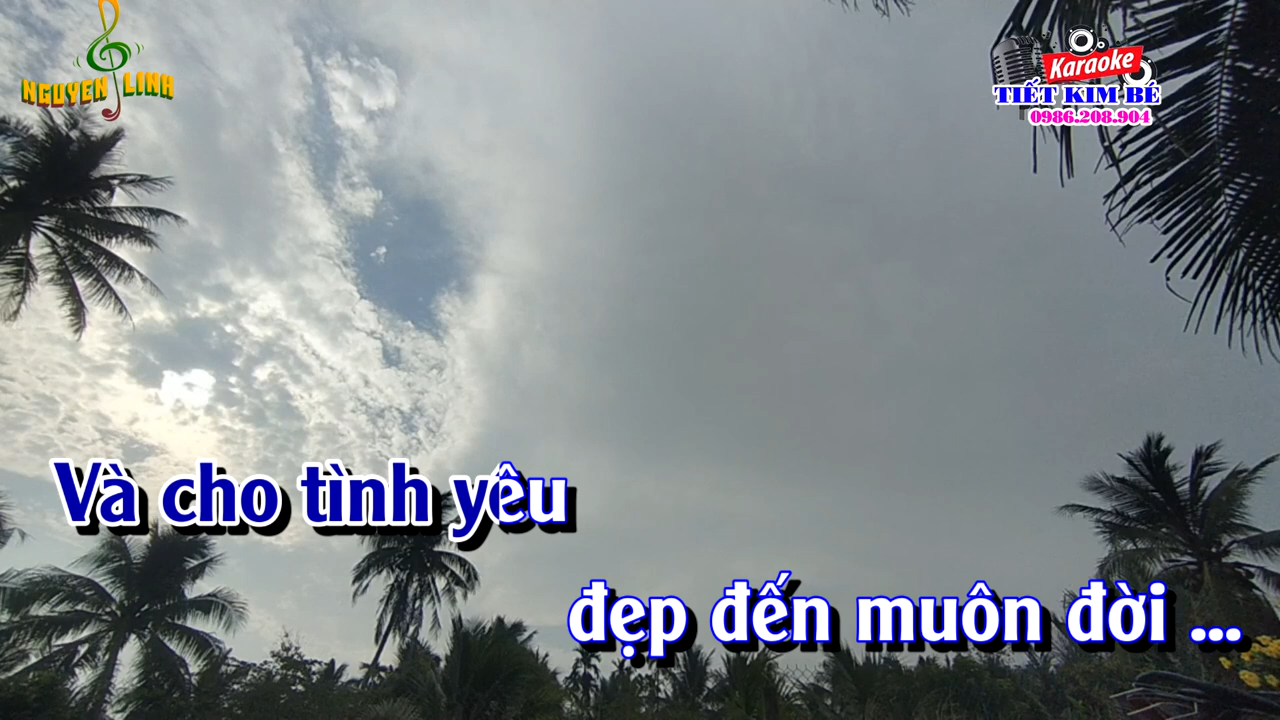 NGUYEN LINH
Karaoke
TIẾT KIM BÉ
0986.208.904
Và cho tình yêu
đẹp đến muôn đời ...